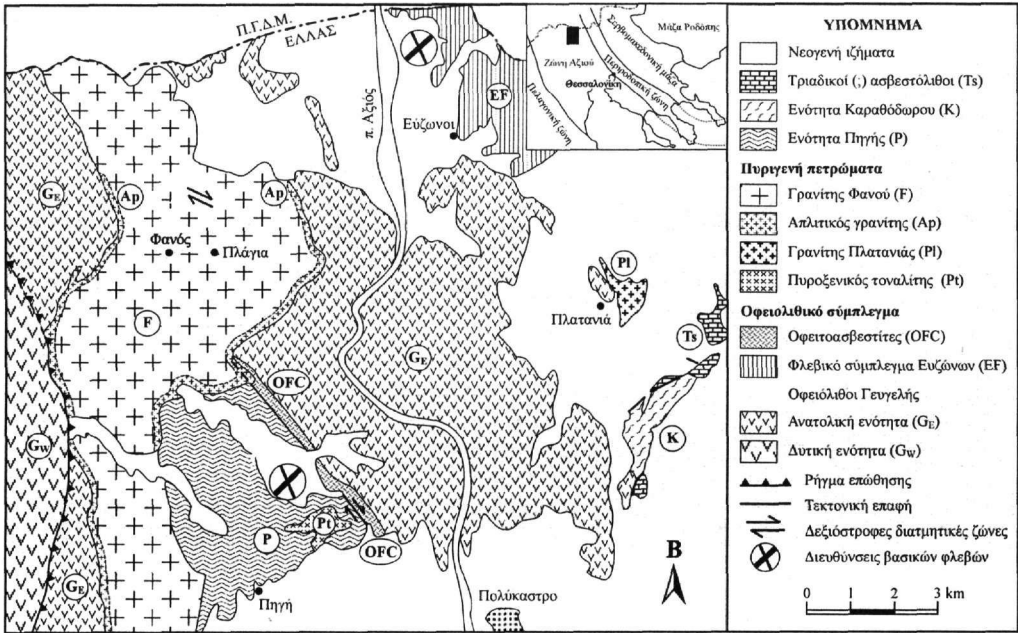 Π.Γ.Δ.Μ.
ΕΛΛΑΣ
π. Αξιός
Εύζωνοι
EF
Μάζα Ροδόπης
Σερβομακεδονική μάζα
Ζώνη Αξιού
Περιροδοπική ζώνη
Θεσσαλονίκη
Πελαγονική ζώνη
GE
Ap
Ap
Φανός
Πλάγια
F
GE
Pl
Πλατανιά
Ts
OFC
K
GW
Pt
P
OFC
GE
Πηγή
Πολύκαστρο
B
ΥΠΟΜΝΗΜΑ
Νεογενή ιζήματα
Τριαδικοί (;) ασβεστόλιθοι (Ts)
Ενότητα Καραθόδωρου (K)
Ενότητα Πηγής (P)
Πυριγενή πετρώματα
Γρανίτης Φανού (F)
Απλιτικός γρανίτης (Ap)
Γρανίτης Πλατανιάς (Pl)
Πυροξενικός τοναλίτης (Pt)
Οφειολιθικό σύμπλεγμα
Οφειτοασβεστίτες (OFC)
Φλεβικό σύμπλεγμα Ευζώνων (EF)
Οφειόλιθοι Γευγελής
Ανατολική ενότητα (GE)
Δυτική ενότητα (GW)
Ρήγμα επώθησης
Τεκτονική επαφή
Δεξιόστροφες διατμητικές ζώνες
Διευθύνσεις βασικών φλεβών
0 1 2 3 km